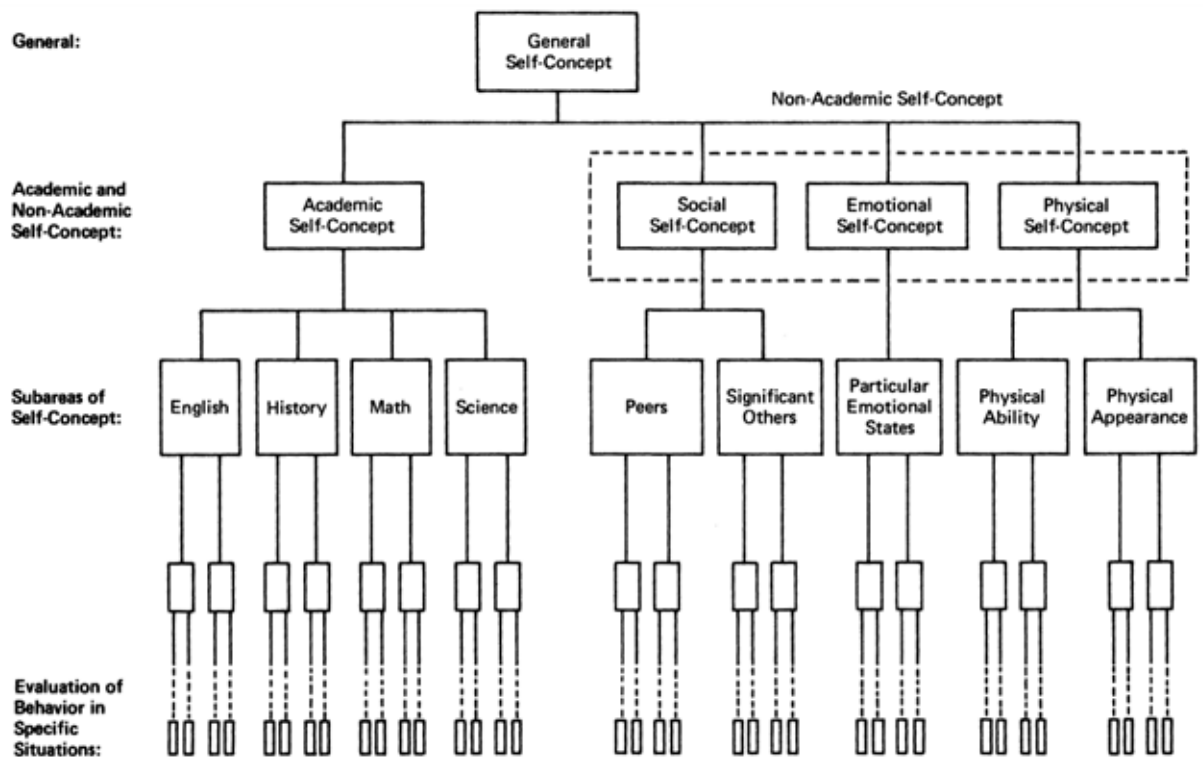 General:
General
Self-Concept
Non-Academic Self-Concept
Academic and
Non-Academic
Self-Concept:
Academic
Self-Concept
Social
Self-Concept
Emotional
Self-Concept
Physical
Self-Concept
Subareas of
Self-Concept:
English
History
Math
Science
Peers
Significant
Others
Particular
Emotional
States
Physical
Ability
Physical
Appearance
Evaluation of
Behavior in
Specific
Situations: